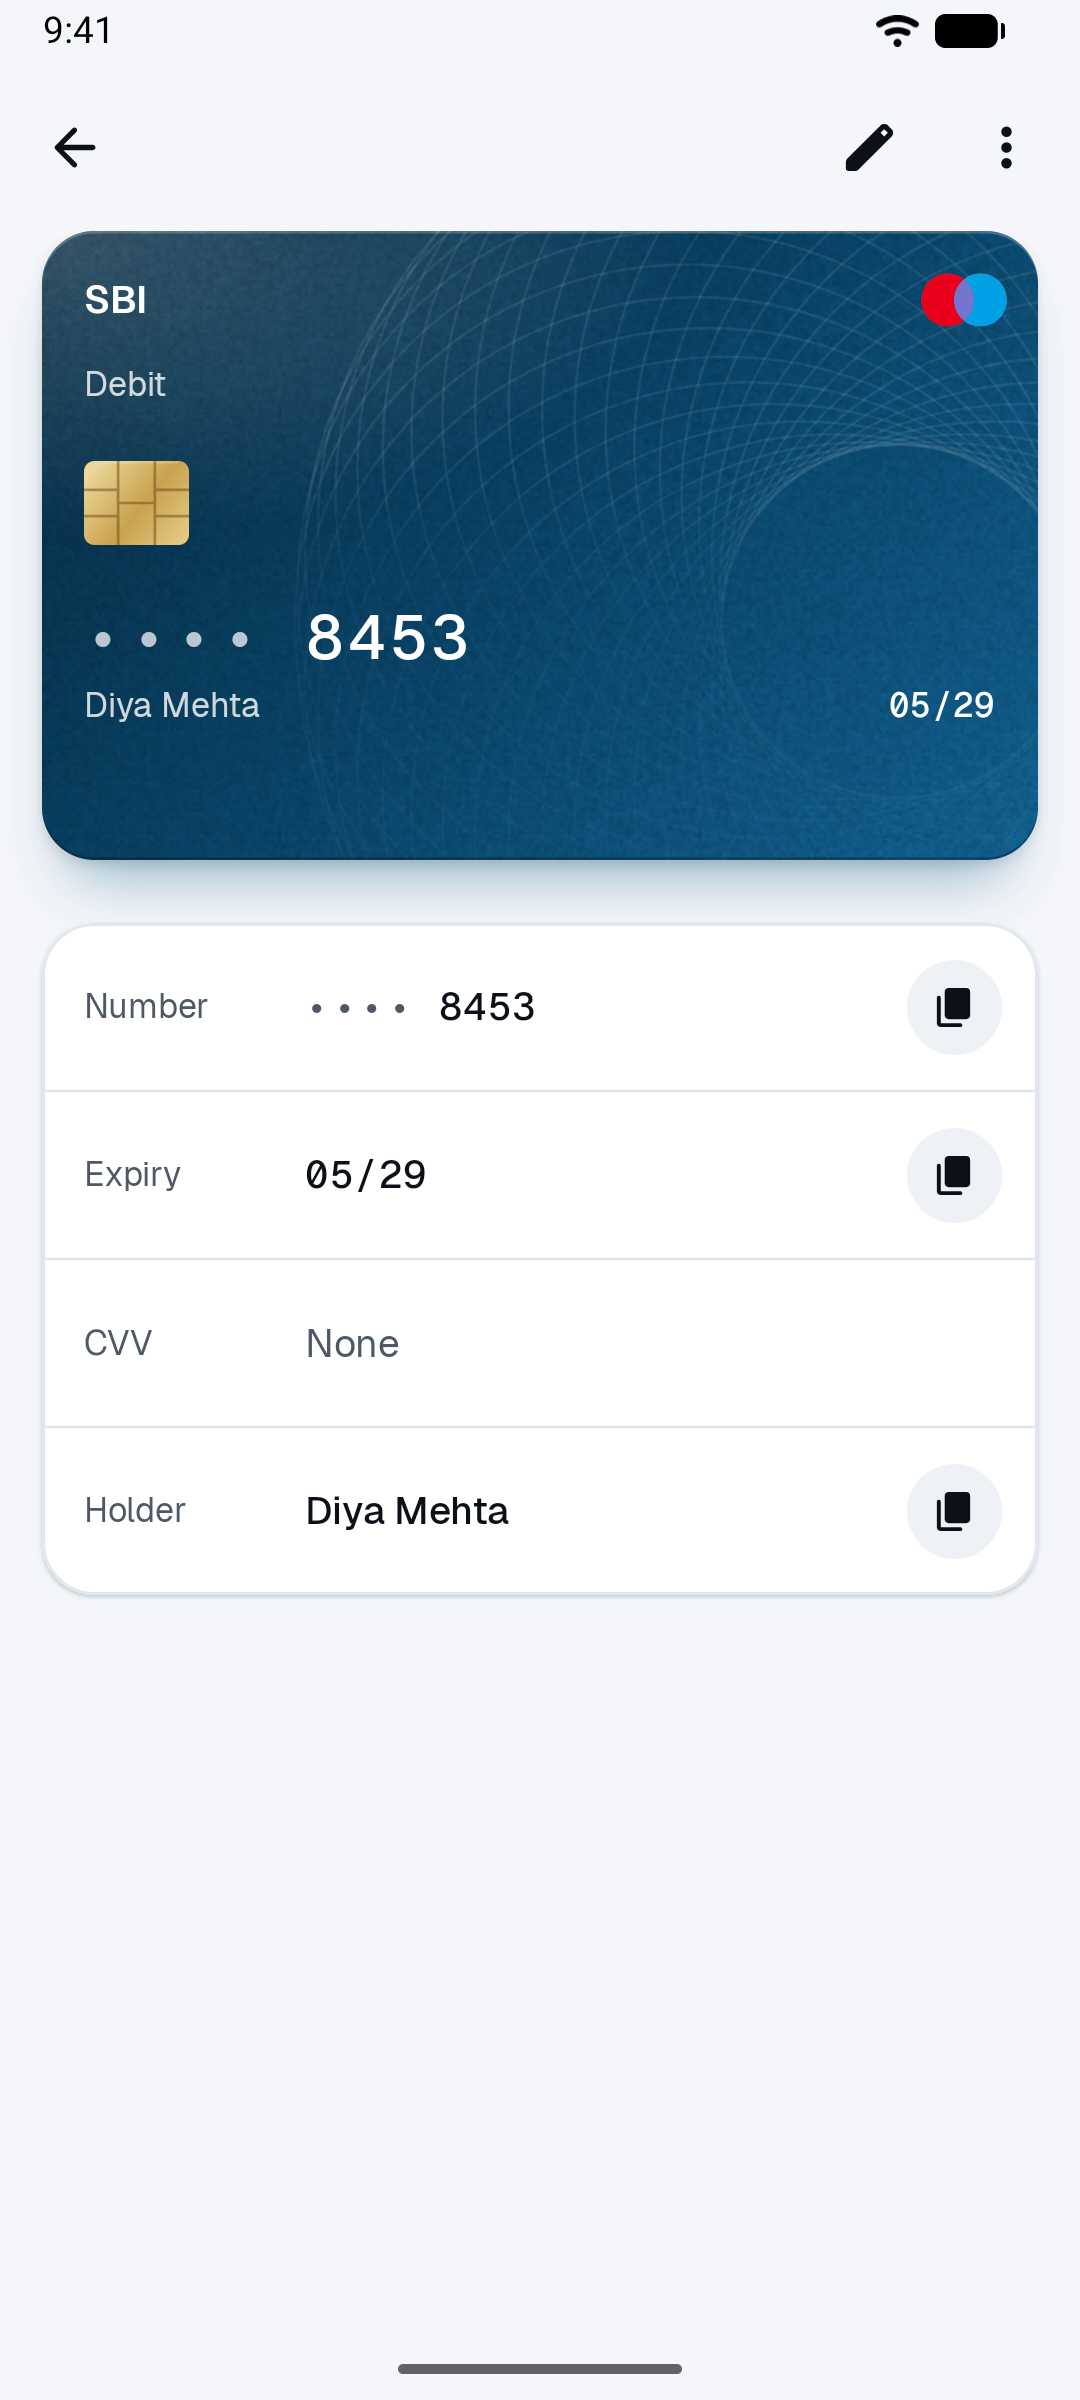 9:41
SBI
Debit
•••• 8453
Diya Mehta 05/29
Number •••• 8453
Expiry 05/29
CVV None
Holder Diya Mehta